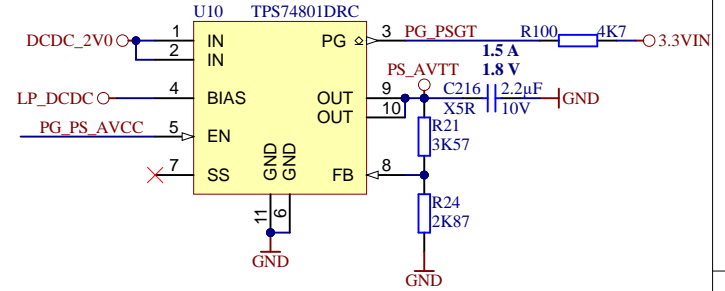 U10 TPS74801DRC
DCDC_2V0 1 IN PG 3 PG_PSGT R100 4K7 3.3VIN
2 IN
1.5 A
PS_AVTT 1.8 V
LP_DCDC 4 BIAS OUT 9 C216 2.2µF GND
OUT 10 X5R 10V
PG_PS_AVCC 5 EN R21
3K57
7 SS GND GND FB 8
R24
2K87
11 6
GND
GND